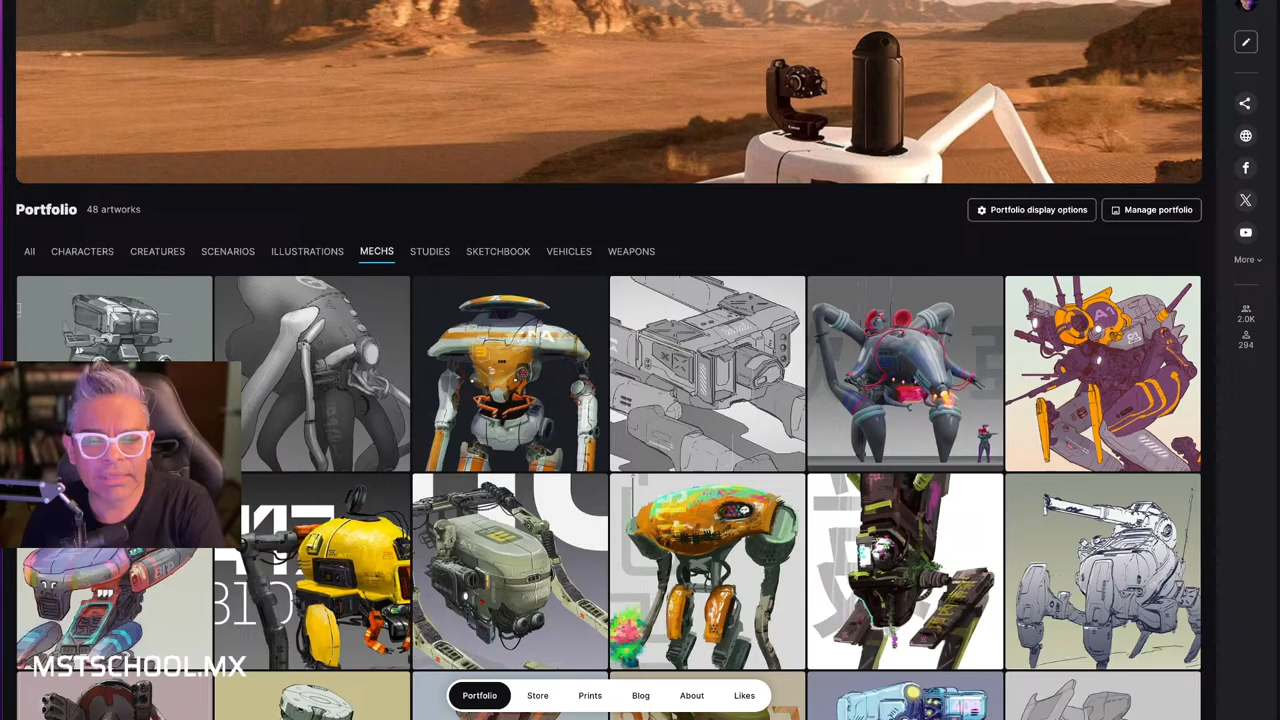 Portfolio 48 artworks
Portfolio display options
Manage portfolio
All CHARACTERS CREATURES SCENARIOS ILLUSTRATIONS MECHS STUDIES SKETCHBOOK VEHICLES WEAPONS
More
2.0K
294
MSTSCHOOL.MX
Portfolio Store Prints Blog About Likes